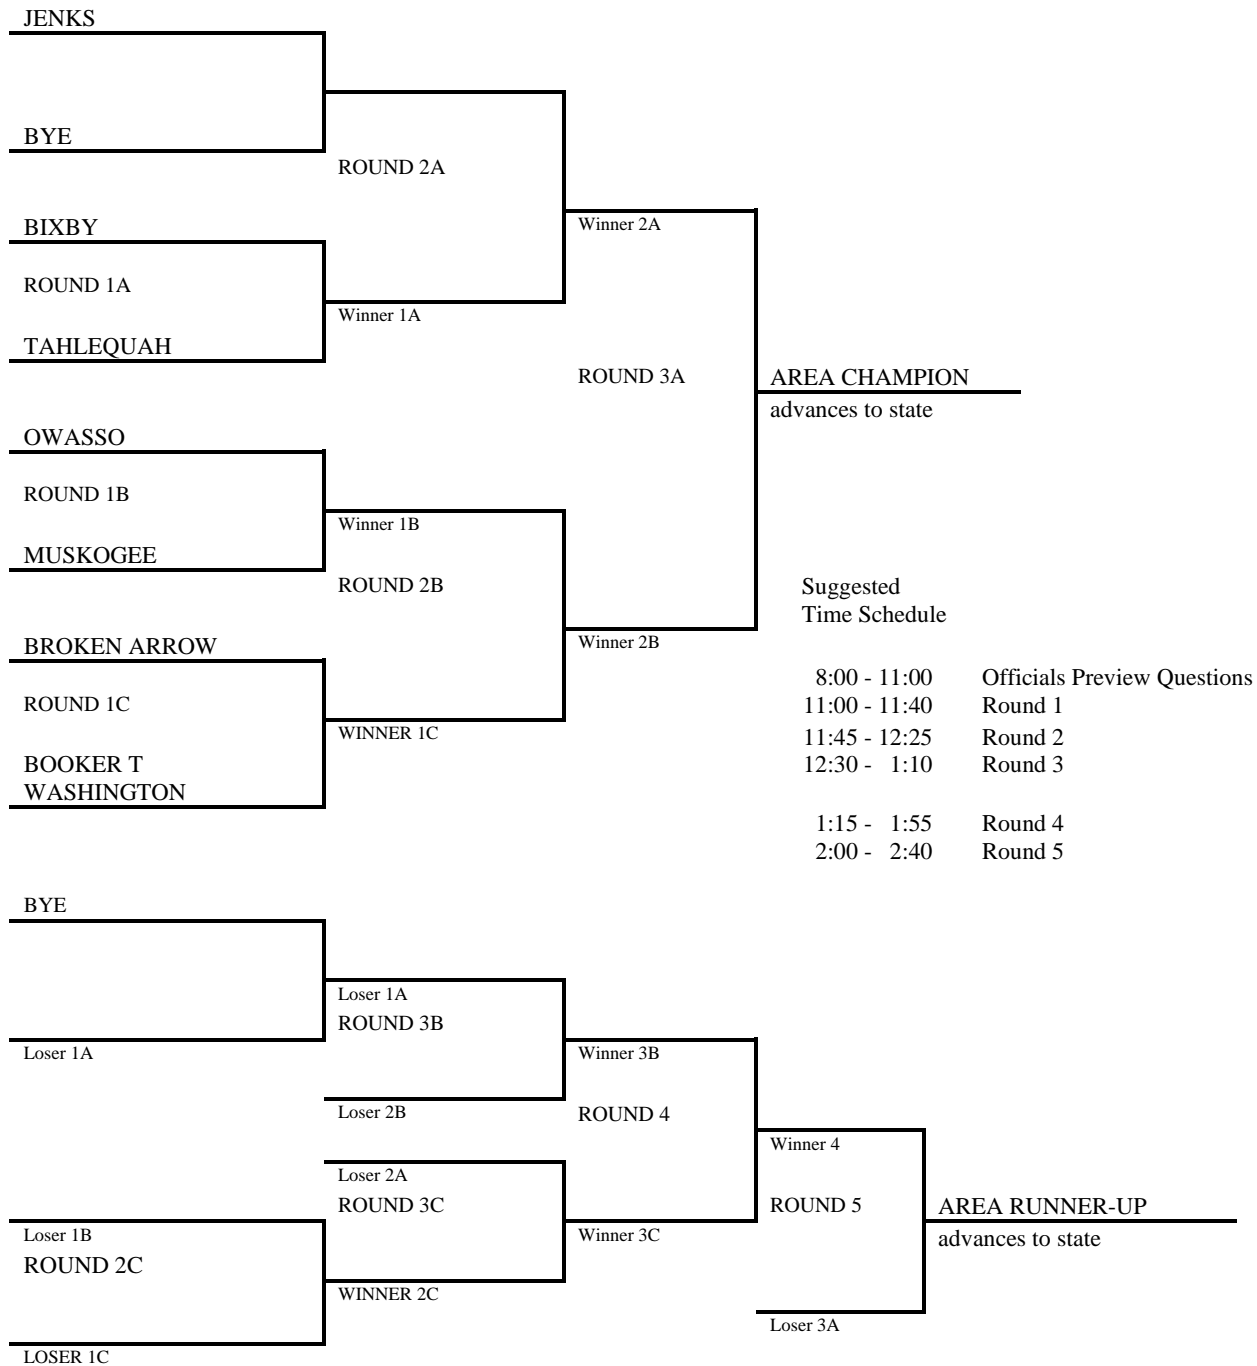 JENKS
BYE
ROUND 2A
BIXBY
Winner 2A
ROUND 1A
Winner 1A
TAHLEQUAH
ROUND 3A
AREA CHAMPION
advances to state
OWASSO
ROUND 1B
Winner 1B
MUSKOGEE
ROUND 2B
Suggested
Time Schedule
BROKEN ARROW
Winner 2B
8:00 - 11:00 Officials Preview Questions
ROUND 1C
11:00 - 11:40 Round 1
WINNER 1C
11:45 - 12:25 Round 2
BOOKER T
WASHINGTON
12:30 - 1:10 Round 3
1:15 - 1:55 Round 4
2:00 - 2:40 Round 5
BYE
Loser 1A
ROUND 3B
Loser 1A
Winner 3B
Loser 2B
ROUND 4
Winner 4
Loser 2A
ROUND 3C
ROUND 5
AREA RUNNER-UP
Loser 1B
Winner 3C
advances to state
ROUND 2C
WINNER 2C
Loser 3A
LOSER 1C